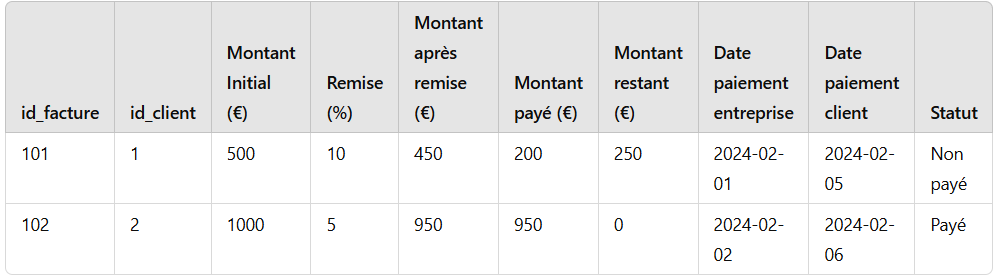 id_facture id_client Montant Initial (€) Remise (%) Montant après remise (€) Montant payé (€) Montant restant (€) Date paiement entreprise Date paiement client Statut
101 1 500 10 450 200 250 2024-02-01 2024-02-05 Non payé
102 2 1000 5 950 950 0 2024-02-02 2024-02-06 Payé